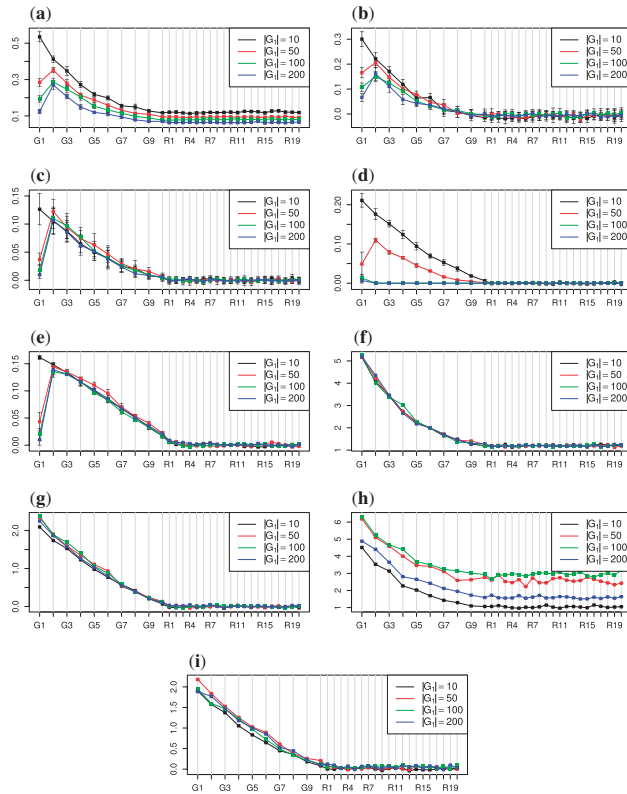 (a)
0.5
0.3
0.1
|G1| = 10
|G1| = 50
|G1| = 100
|G1| = 200
G1 G3 G5 G7 G9 R1 R4 R7 R11 R15 R19
(b)
0.3
0.2
0.1
0.0
|G1| = 10
|G1| = 50
|G1| = 100
|G1| = 200
G1 G3 G5 G7 G9 R1 R4 R7 R11 R15 R19
(c)
0.15
0.10
0.05
0.00
|G1| = 10
|G1| = 50
|G1| = 100
|G1| = 200
G1 G3 G5 G7 G9 R1 R4 R7 R11 R15 R19
(d)
0.20
0.10
0.00
|G1| = 10
|G1| = 50
|G1| = 100
|G1| = 200
G1 G3 G5 G7 G9 R1 R4 R7 R11 R15 R19
(e)
0.15
0.10
0.05
0.00
|G1| = 10
|G1| = 50
|G1| = 100
|G1| = 200
G1 G3 G5 G7 G9 R1 R4 R7 R11 R15 R19
(f)
5
4
3
2
1
|G1| = 10
|G1| = 50
|G1| = 100
|G1| = 200
G1 G3 G5 G7 G9 R1 R4 R7 R11 R15 R19
(g)
2.0
1.0
0.0
|G1| = 10
|G1| = 50
|G1| = 100
|G1| = 200
G1 G3 G5 G7 G9 R1 R4 R7 R11 R15 R19
(h)
6
5
4
3
2
1
|G1| = 10
|G1| = 50
|G1| = 100
|G1| = 200
G1 G3 G5 G7 G9 R1 R4 R7 R11 R15 R19
(i)
2.0
1.5
1.0
0.5
0.0
|G1| = 10
|G1| = 50
|G1| = 100
|G1| = 200
G1 G3 G5 G7 G9 R1 R4 R7 R11 R15 R19